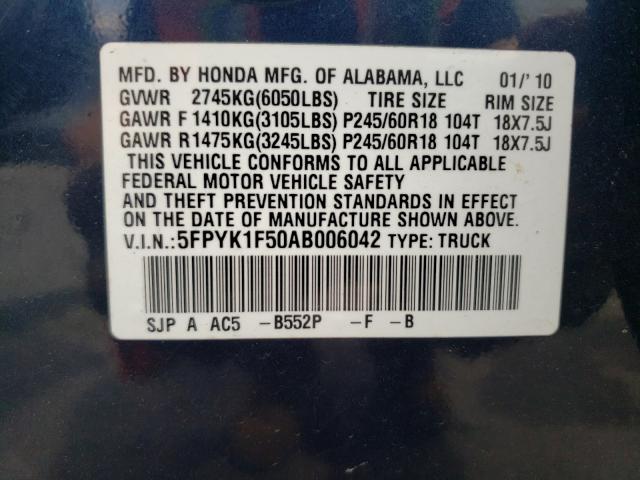 MFD. BY HONDA MFG. OF ALABAMA, LLC 01/' 10
GVWR 2745KG(6050LBS) TIRE SIZE RIM SIZE
GAWR F 1410KG(3105LBS) P245/60R18 104T 18X7.5J
GAWR R1475KG(3245LBS) P245/60R18 104T 18X7.5J
THIS VEHICLE CONFORMS TO ALL APPLICABLE
FEDERAL MOTOR VEHICLE SAFETY
AND THEFT PREVENTION STANDARDS IN EFFECT
ON THE DATE OF MANUFACTURE SHOWN ABOVE.
V.I.N.:5FPYK1F50AB006042 TYPE: TRUCK
SJP A AC5 -B552P -F -B